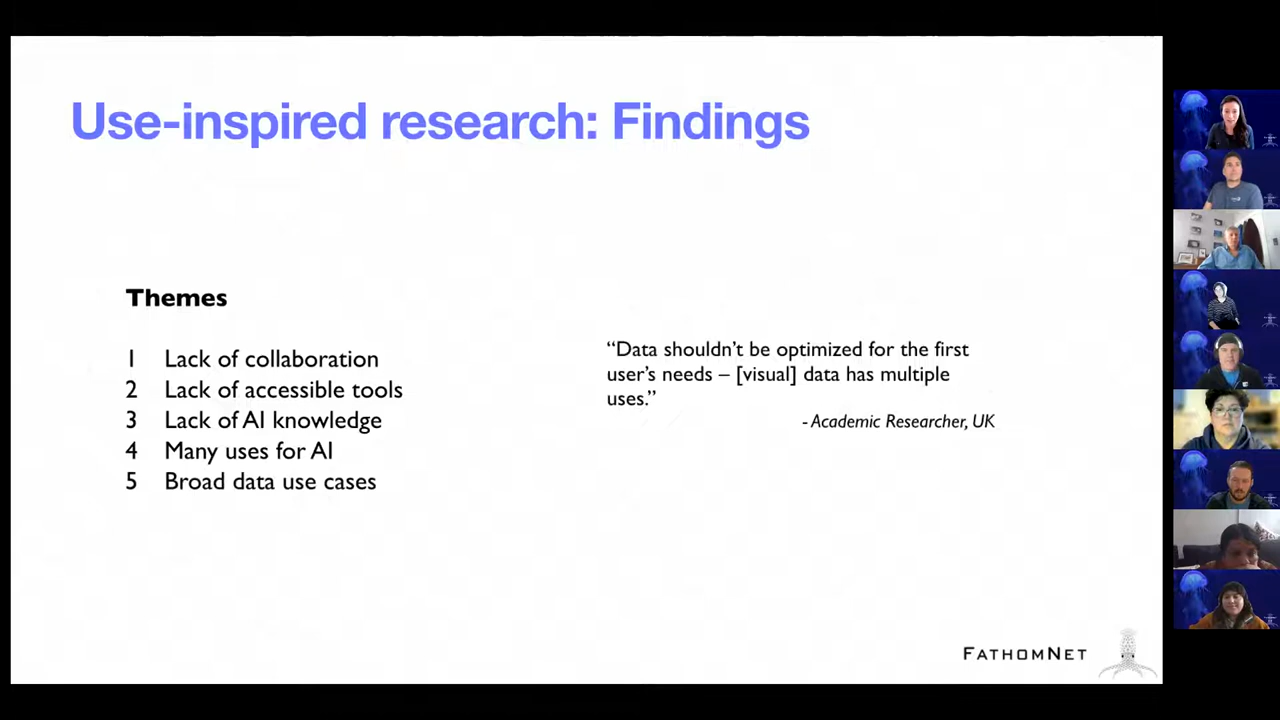 Use-inspired research: Findings
Themes
1 Lack of collaboration
2 Lack of accessible tools
3 Lack of AI knowledge
4 Many uses for AI
5 Broad data use cases
“Data shouldn’t be optimized for the first
user’s needs – [visual] data has multiple
uses.”
- Academic Researcher, UK
FATHOMNET